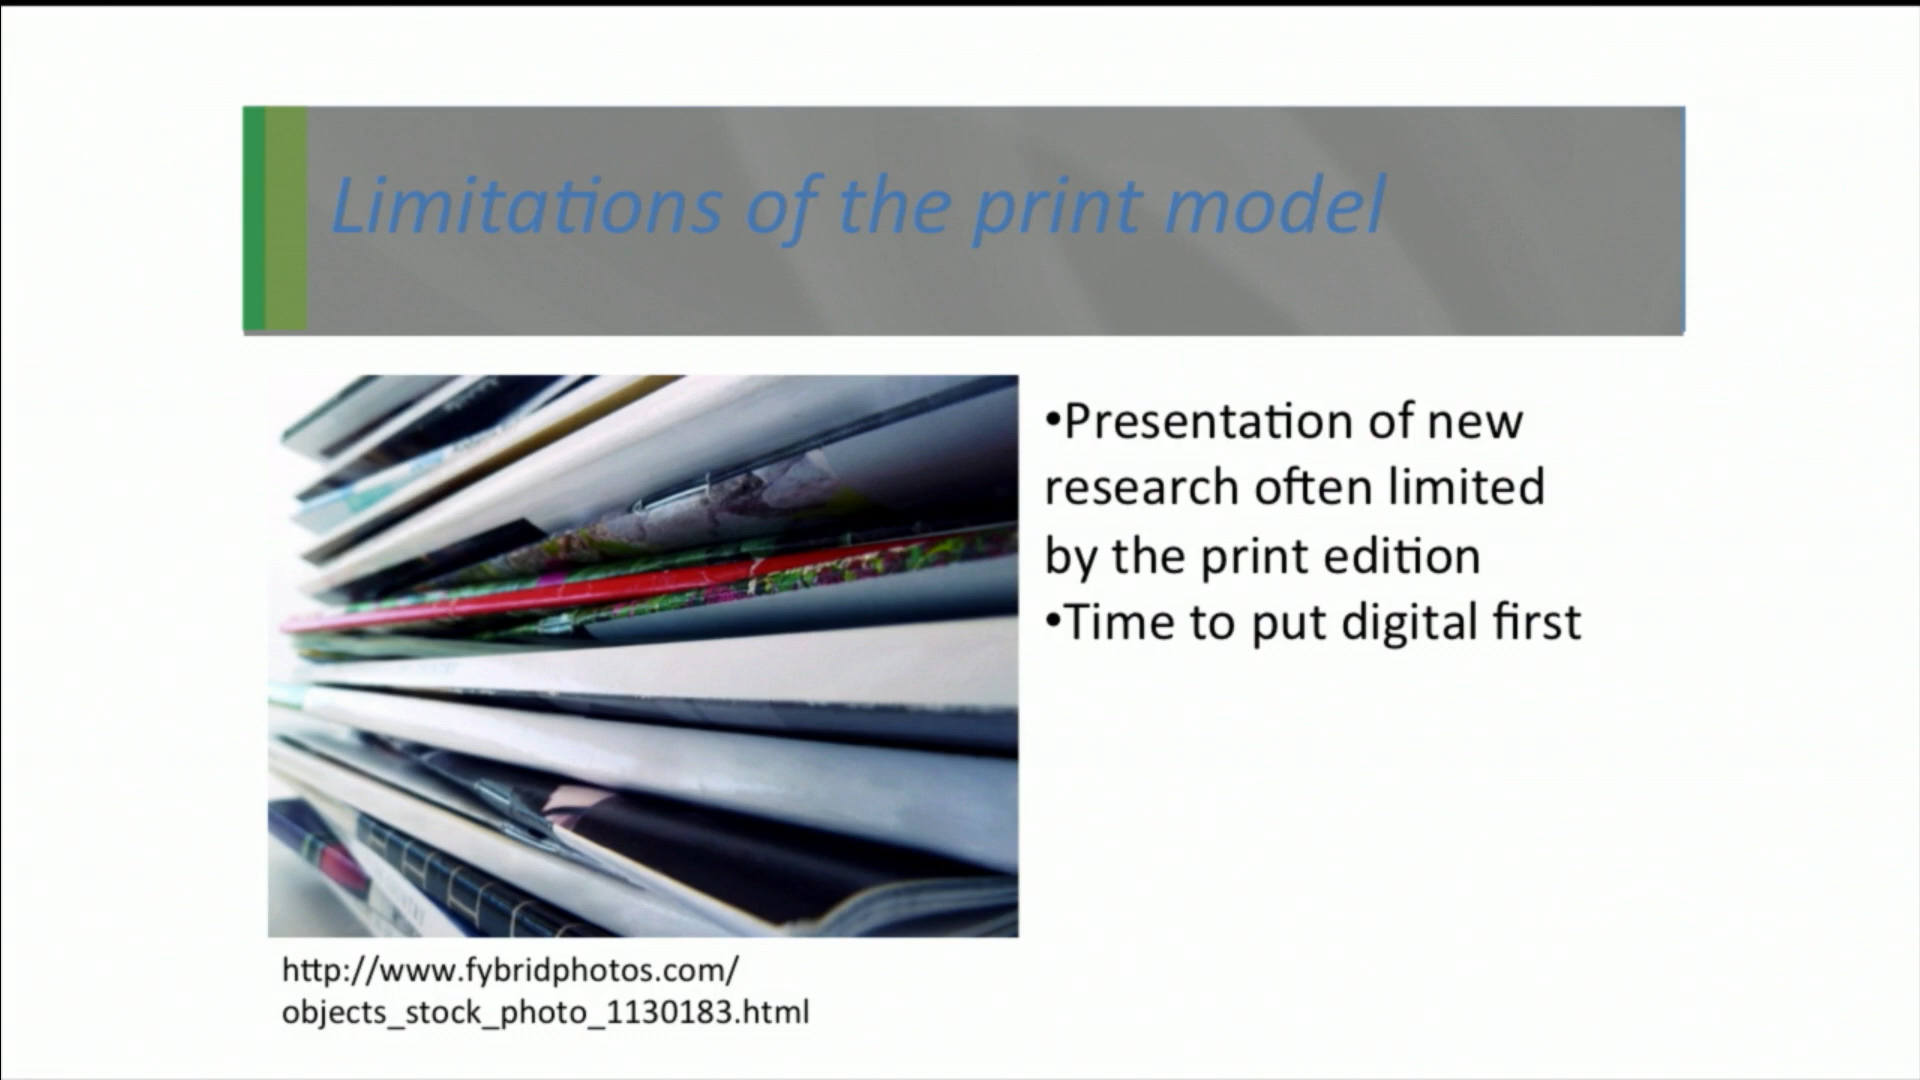 Limitations of the print model
•Presentation of new
research often limited
by the print edition
•Time to put digital first
http://www.fybridphotos.com/
objects_stock_photo_1130183.html